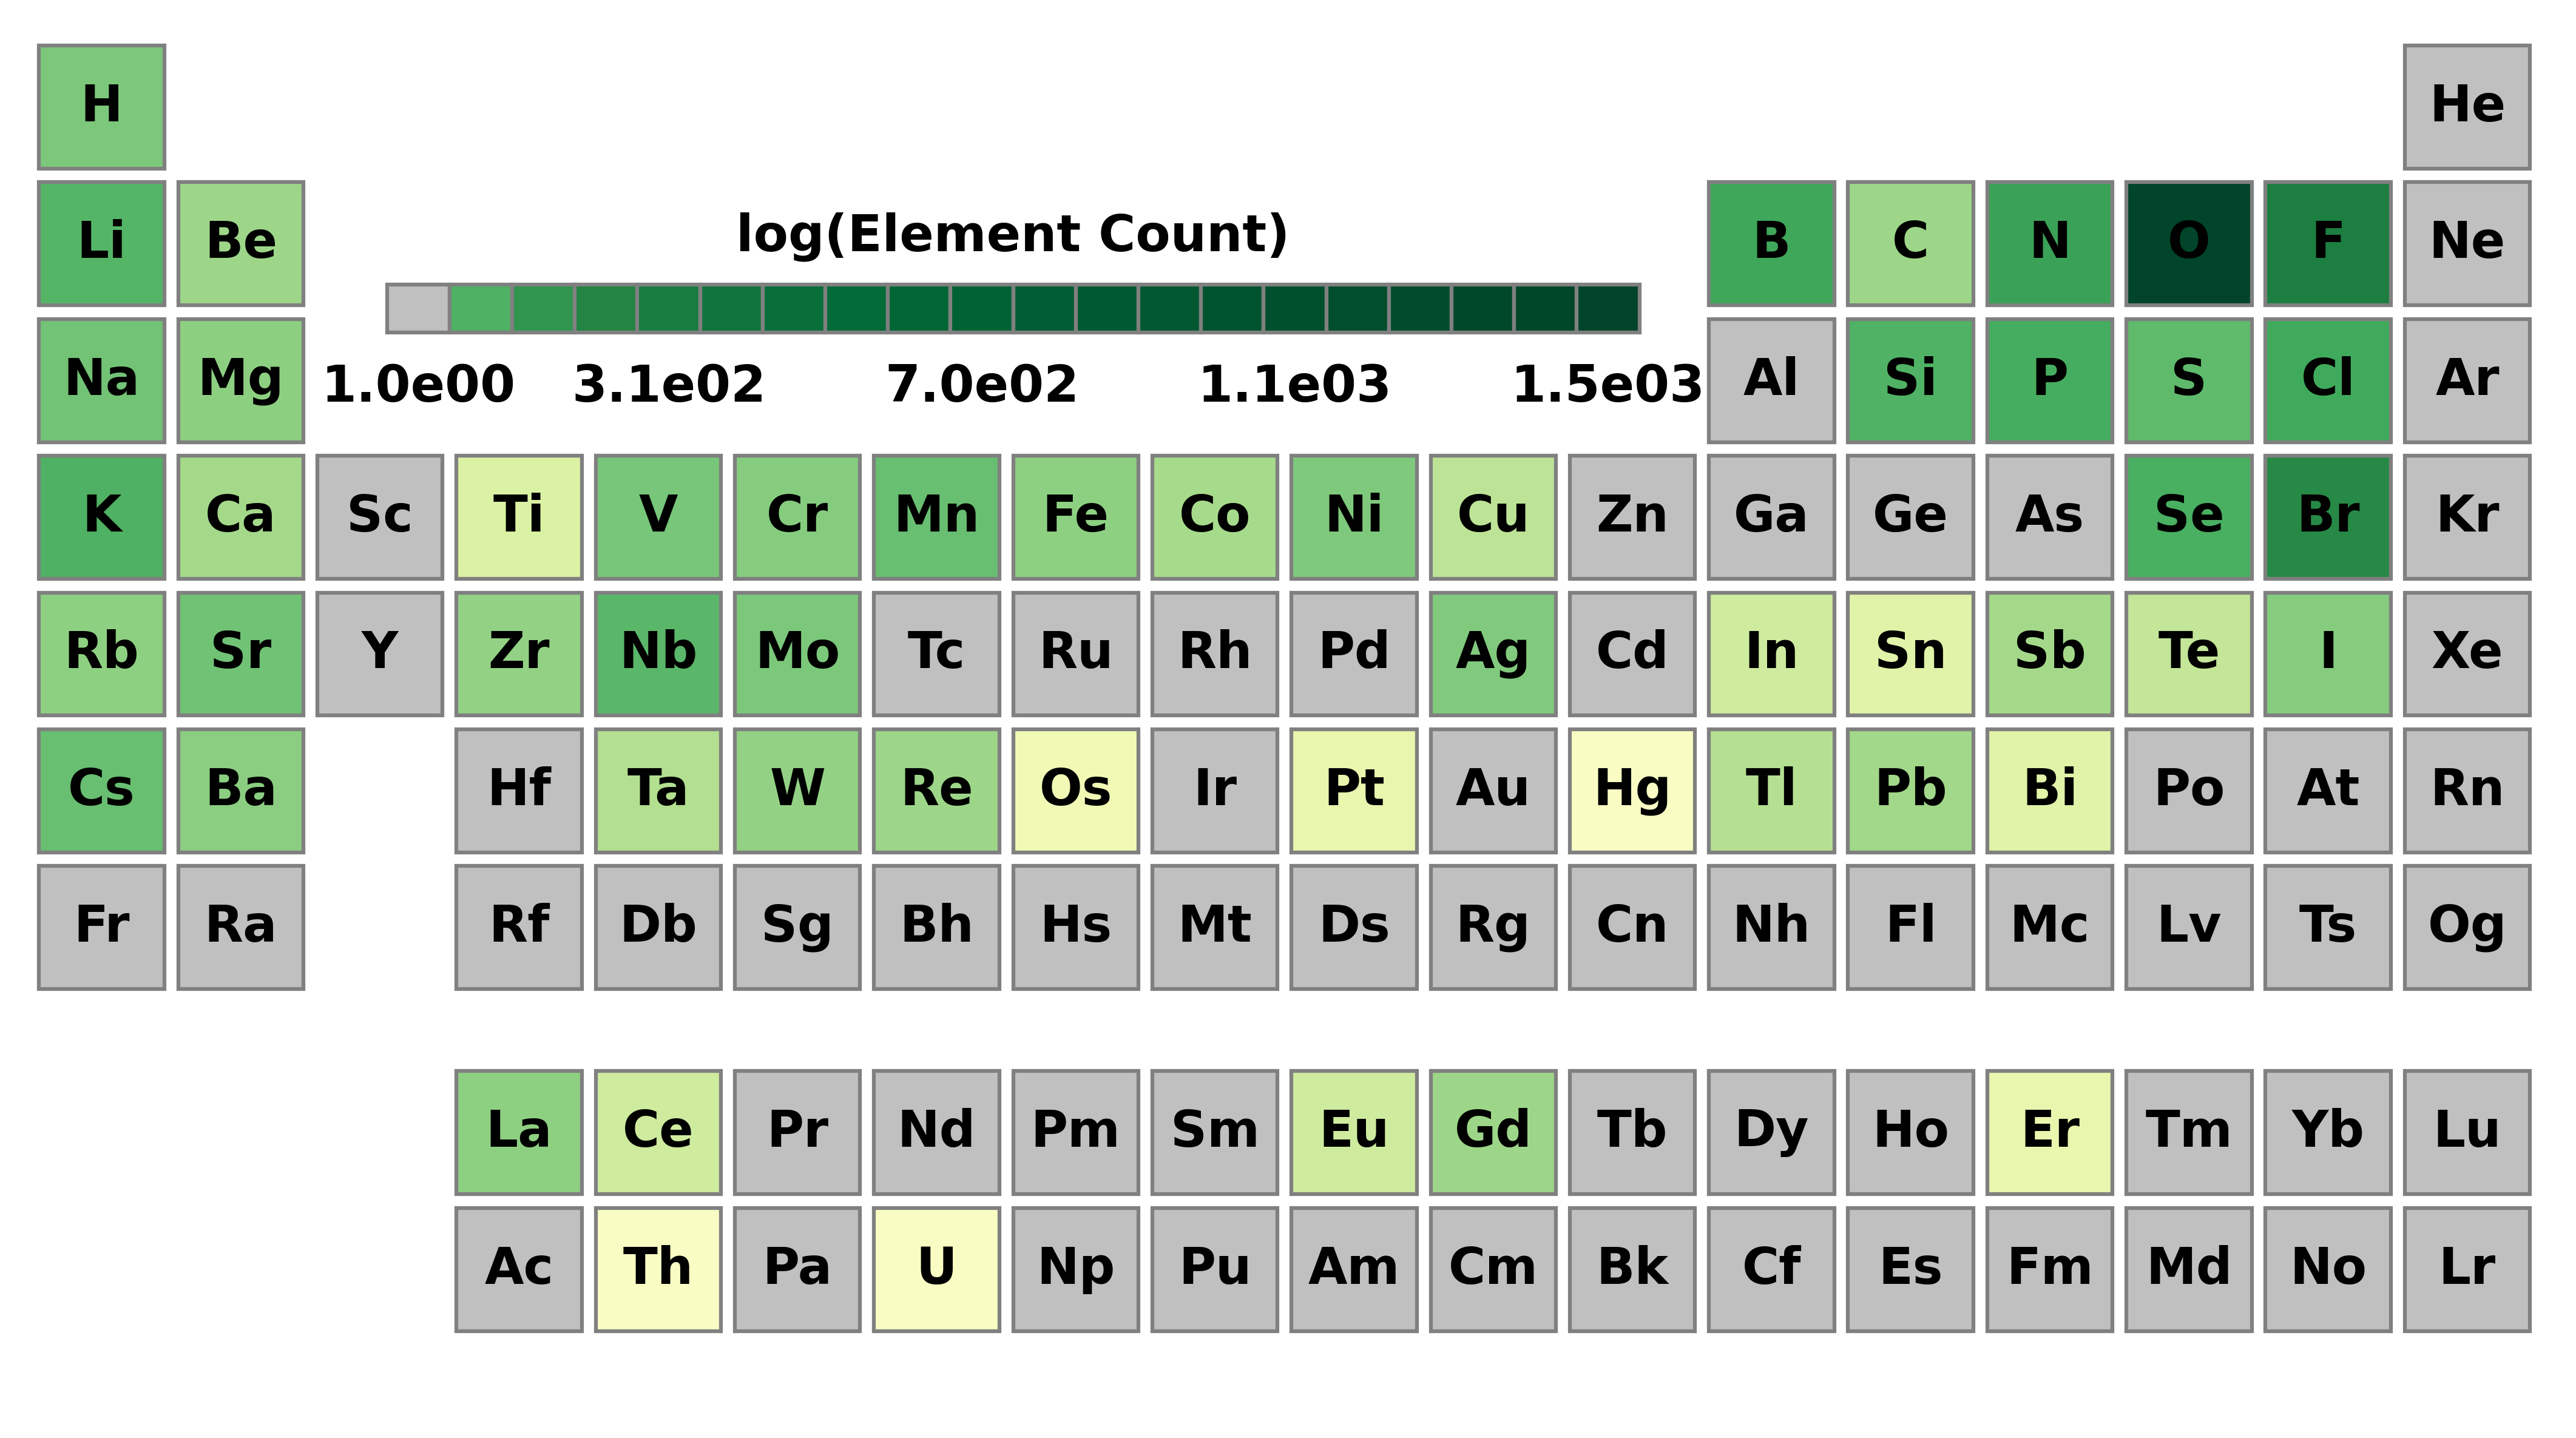 H He
Li Be B C N O F Ne
log(Element Count)
Na Mg Al Si P S Cl Ar
1.0e00 3.1e02 7.0e02 1.1e03 1.5e03
K Ca Sc Ti V Cr Mn Fe Co Ni Cu Zn Ga Ge As Se Br Kr
Rb Sr Y Zr Nb Mo Tc Ru Rh Pd Ag Cd In Sn Sb Te I Xe
Cs Ba Hf Ta W Re Os Ir Pt Au Hg Tl Pb Bi Po At Rn
Fr Ra Rf Db Sg Bh Hs Mt Ds Rg Cn Nh Fl Mc Lv Ts Og
La Ce Pr Nd Pm Sm Eu Gd Tb Dy Ho Er Tm Yb Lu
Ac Th Pa U Np Pu Am Cm Bk Cf Es Fm Md No Lr